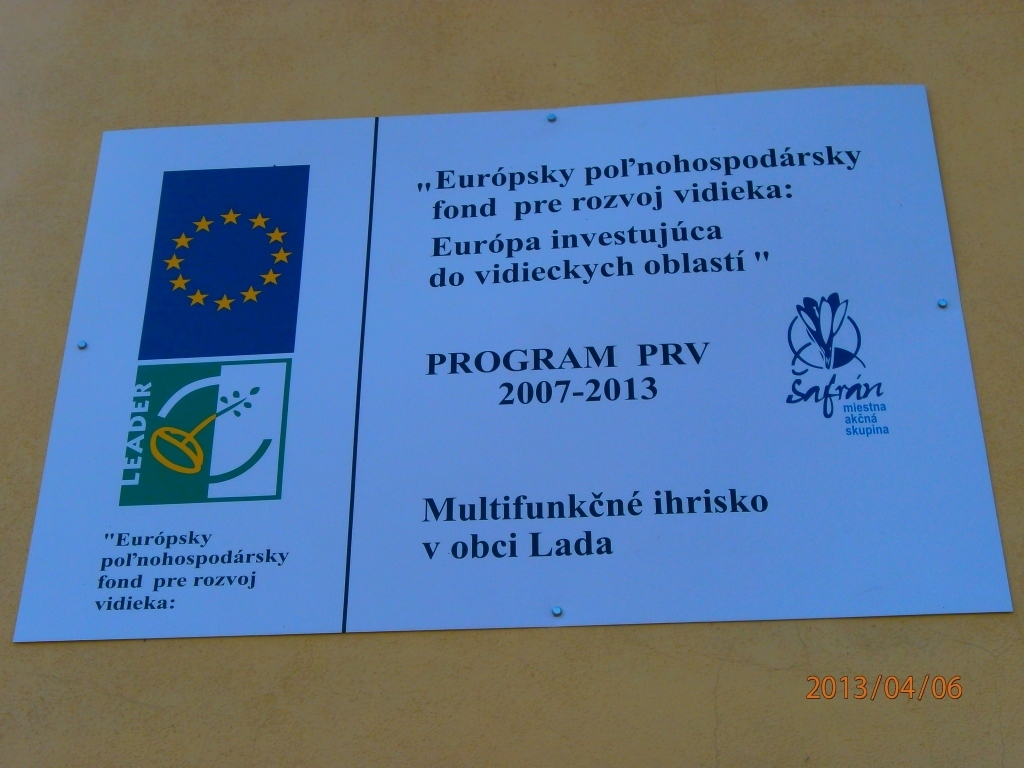 LEADER
"Európsky
poľnohospodársky
fond pre rozvoj
vidieka:
„Európsky poľnohospodársky
fond pre rozvoj vidieka:
Európa investujúca
do vidieckych oblastí "
PROGRAM PRV
2007-2013
Šafrán
miestna
akčná
skupina
Multifunkčné ihrisko
v obci Lada
2013/04/06